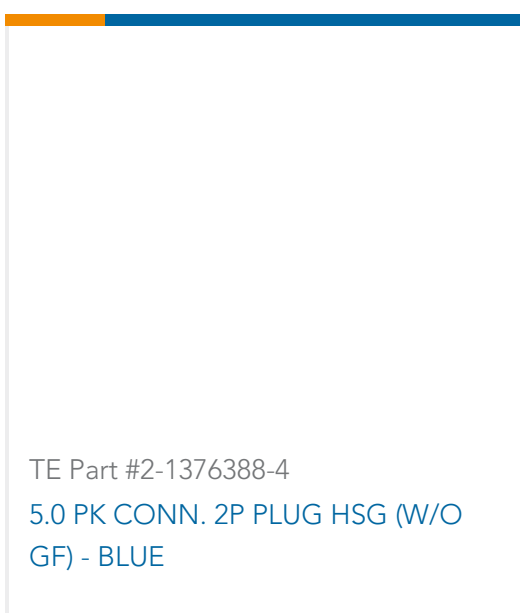 TE Part #2-1376388-4
5.0 PK CONN. 2P PLUG HSG (W/O
GF) - BLUE